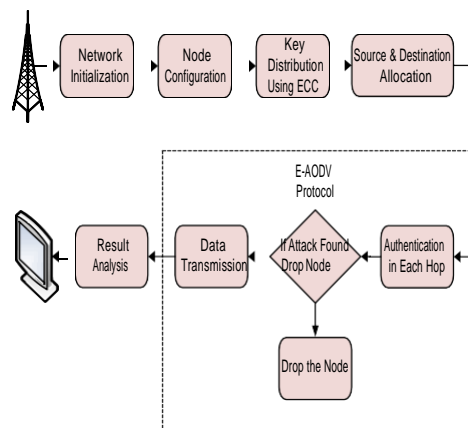 Network
Initialization
Node
Configuration
Key
Distribution
Using ECC
Source & Destination
Allocation
E-AODV
Protocol
Result
Analysis
Data
Transmission
If Attack Found
Drop Node
Authentication
in Each Hop
Drop the Node